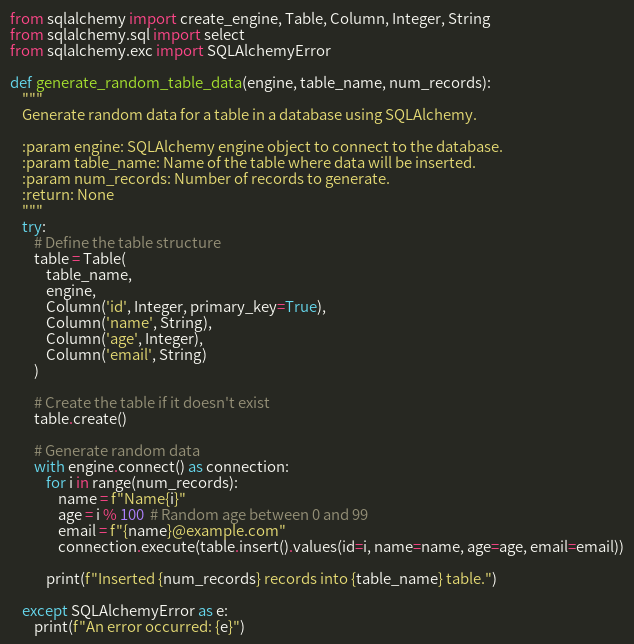 from sqlalchemy import create_engine, Table, Column, Integer, String
from sqlalchemy.sql import select
from sqlalchemy.exc import SQLAlchemyError

def generate_random_table_data(engine, table_name, num_records):
    """
    Generate random data for a table in a database using SQLAlchemy.

    :param engine: SQLAlchemy engine object to connect to the database.
    :param table_name: Name of the table where data will be inserted.
    :param num_records: Number of records to generate.
    :return: None
    """
    try:
        # Define the table structure
        table = Table(
            table_name,
            engine,
            Column('id', Integer, primary_key=True),
            Column('name', String),
            Column('age', Integer),
            Column('email', String)
        )

        # Create the table if it doesn't exist
        table.create()

        # Generate random data
        with engine.connect() as connection:
            for i in range(num_records):
                name = f"Name{i}"
                age = i % 100  # Random age between 0 and 99
                email = f"{name}@example.com"
                connection.execute(table.insert().values(id=i, name=name, age=age, email=email))

            print(f"Inserted {num_records} records into {table_name} table.")

    except SQLAlchemyError as e:
        print(f"An error occurred: {e}")